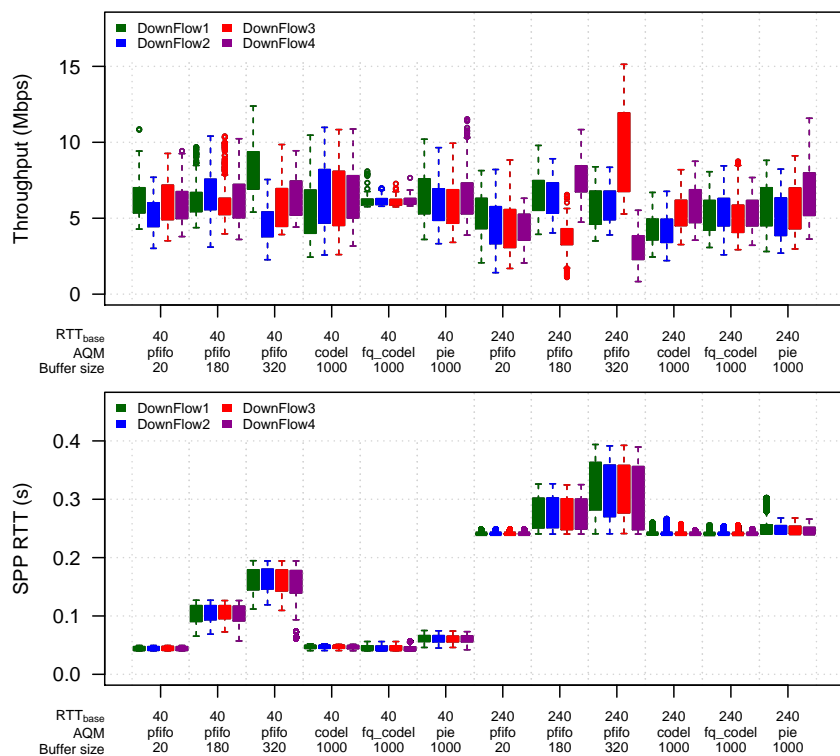 DownFlow1 DownFlow3
DownFlow2 DownFlow4
Throughput (Mbps)
15
10
5
0
RTTbase 40 40 40 40 40 40 240 240 240 240 240 240
AQM pfifo pfifo pfifo codel fq_codel pie pfifo pfifo pfifo codel fq_codel pie
Buffer size 20 180 320 1000 1000 1000 20 180 320 1000 1000 1000
DownFlow1 DownFlow3
DownFlow2 DownFlow4
SPP RTT (s)
0.4
0.3
0.2
0.1
0.0
RTTbase 40 40 40 40 40 40 240 240 240 240 240 240
AQM pfifo pfifo pfifo codel fq_codel pie pfifo pfifo pfifo codel fq_codel pie
Buffer size 20 180 320 1000 1000 1000 20 180 320 1000 1000 1000